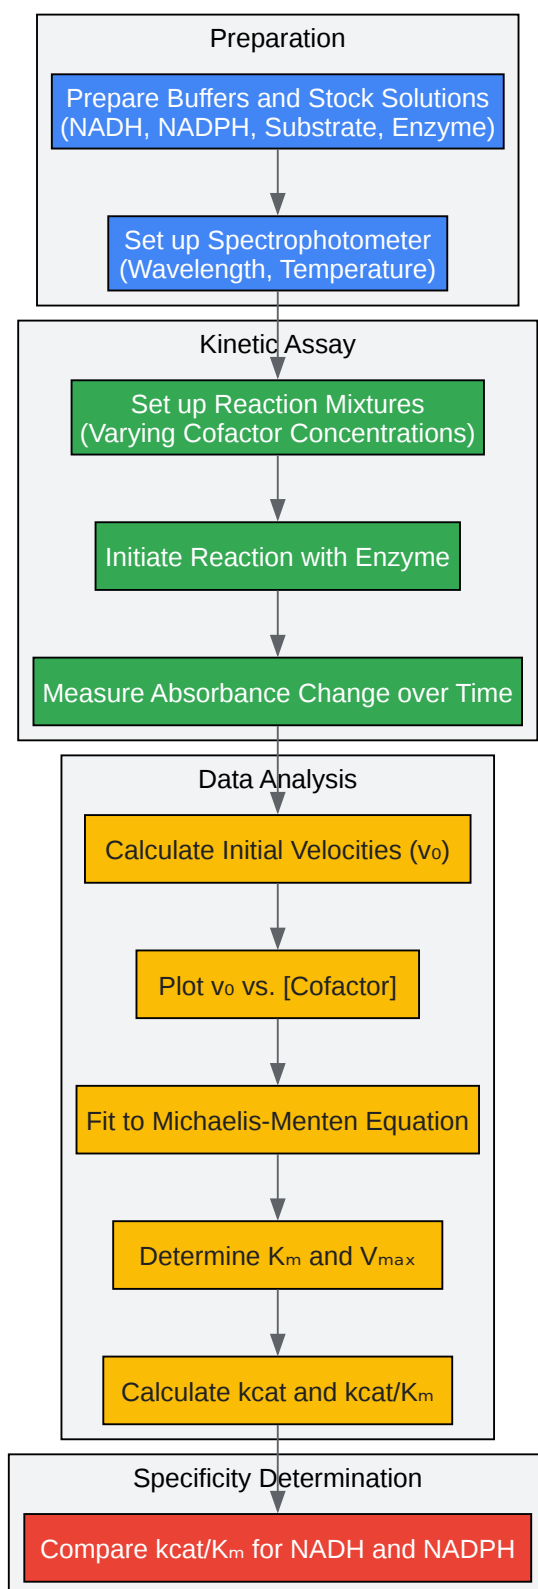 Preparation
Prepare Buffers and Stock Solutions
(NADH, NADPH, Substrate, Enzyme)
Set up Spectrophotometer
(Wavelength, Temperature)
Kinetic Assay
Set up Reaction Mixtures
(Varying Cofactor Concentrations)
Initiate Reaction with Enzyme
Measure Absorbance Change over Time
Data Analysis
Calculate Initial Velocities (v₀)
Plot v₀ vs. [Cofactor]
Fit to Michaelis-Menten Equation
Determine Kₘ and Vₘₐₓ
Calculate kcat and kcat/Kₘ
Specificity Determination
Compare kcat/Kₘ for NADH and NADPH